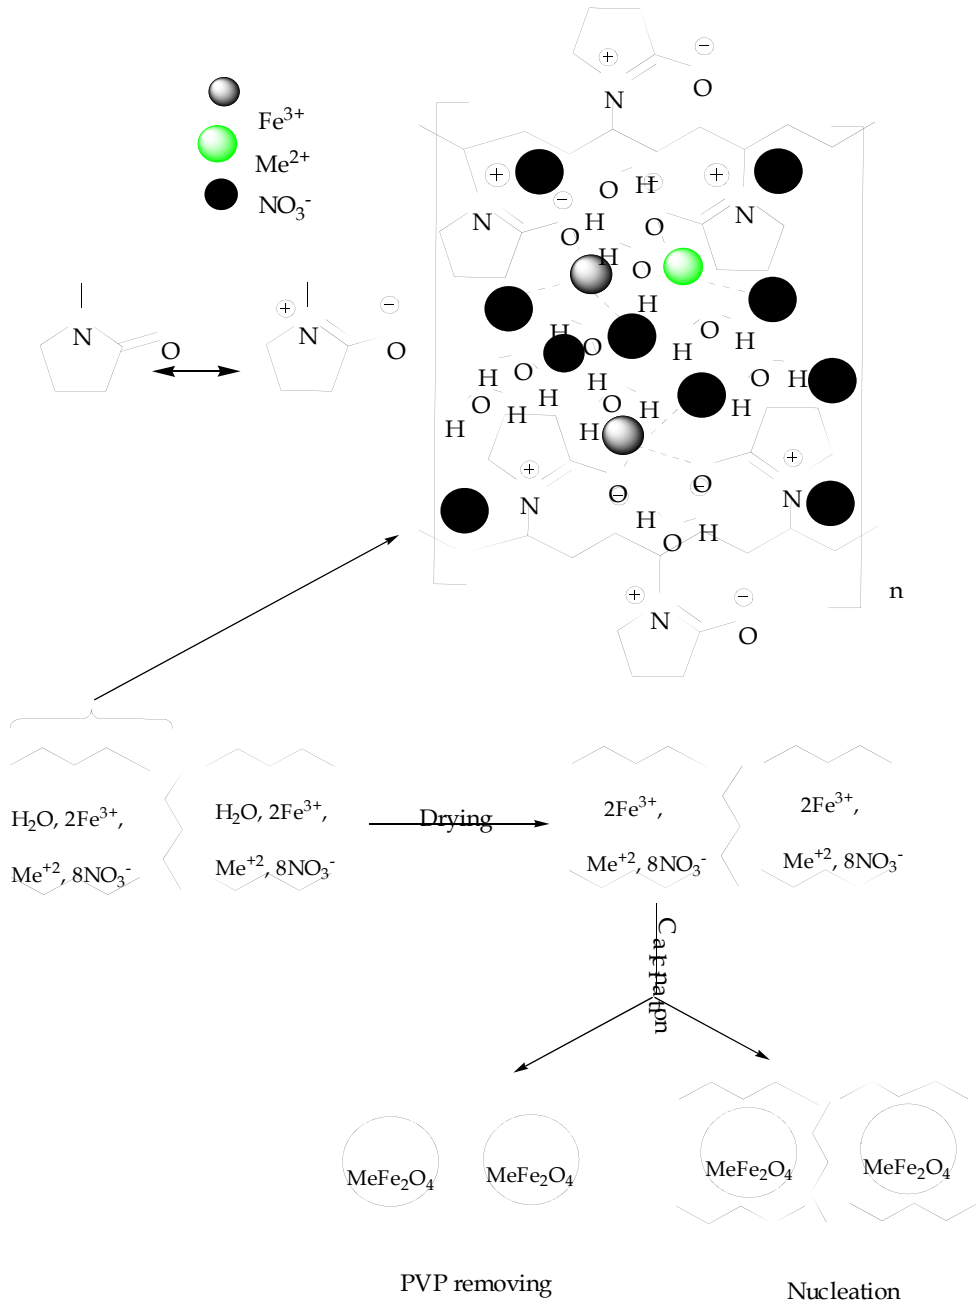 Fe3+
Me2+
NO3-
N
O
N
O
+
-
+
-
N
O
+
+
-
N
O
H
O
H
N
O
H
O
H
O
H
O
H
H
O
H
O
H
H
O
H
H
O
H
O
H
H
O
H
H
+
+
N
O
O
N
H
O
H
n
+
-
N
O
H2O, 2Fe3+,
Me+2, 8NO3-
H2O, 2Fe3+,
Me+2, 8NO3-
Drying
2Fe3+,
Me+2, 8NO3-
2Fe3+,
Me+2, 8NO3-
MeFe2O4
MeFe2O4
MeFe2O4
MeFe2O4
PVP removing
Nucleation